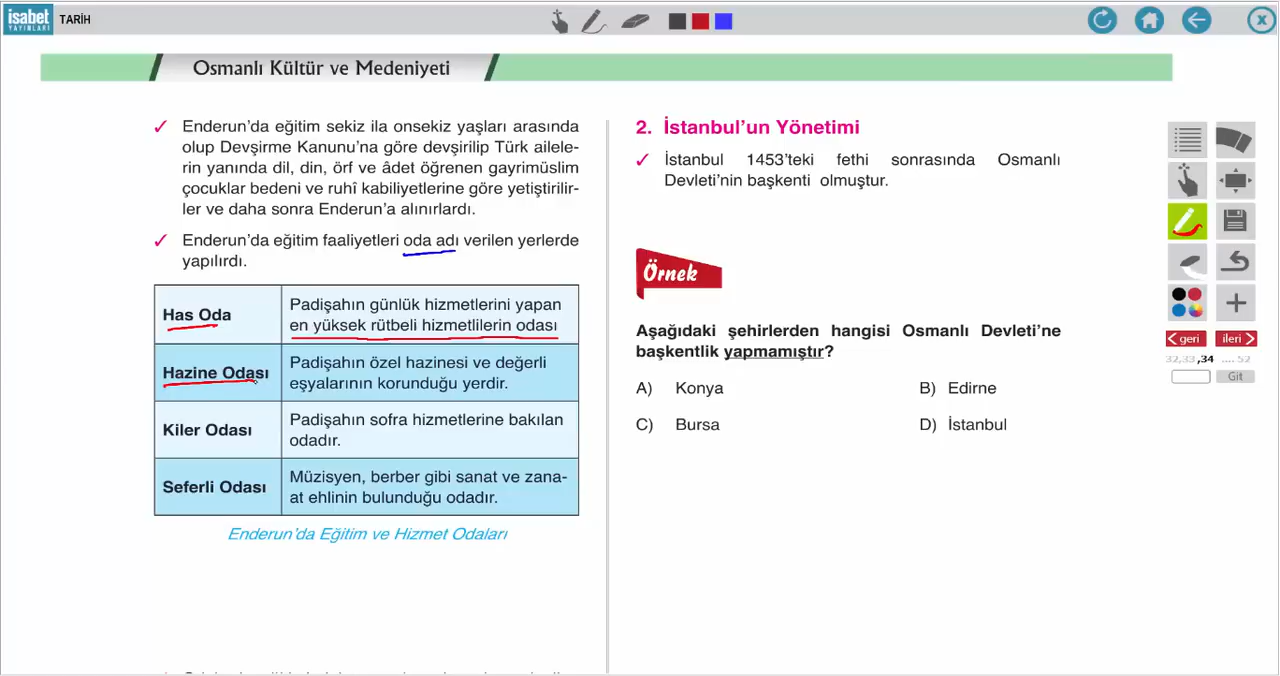 isabet
YAYINLARI
TARİH
Osmanlı Kültür ve Medeniyeti
✓ Enderun’da eğitim sekiz ila onsekiz yaşları arasında
olup Devşirme Kanunu’na göre devşirilip Türk ailele-
rin yanında dil, din, örf ve âdet öğrenen gayrimüslim
çocuklar bedeni ve ruhî kabiliyetlerine göre yetiştirilir-
ler ve daha sonra Enderun’a alınırlardı.
✓ Enderun’da eğitim faaliyetleri oda adı verilen yerlerde
yapılırdı.
Has Oda
Padişahın günlük hizmetlerini yapan
en yüksek rütbeli hizmetlilerin odası
Hazine Odası
Padişahın özel hazinesi ve değerli
eşyalarının korunduğu yerdir.
Kiler Odası
Padişahın sofra hizmetlerine bakılan
odadır.
Seferli Odası
Müzisyen, berber gibi sanat ve zana-
at ehlinin bulunduğu odadır.
Enderun’da Eğitim ve Hizmet Odaları
2. İstanbul’un Yönetimi
✓ İstanbul 1453’teki fethi sonrasında Osmanlı
Devleti’nin başkenti olmuştur.
Örnek
Aşağıdaki şehirlerden hangisi Osmanlı Devleti’ne
başkentlik yapmamıştır?
A) Konya B) Edirne
C) Bursa D) İstanbul
geri ileri
32,33,34 .... 52
Git